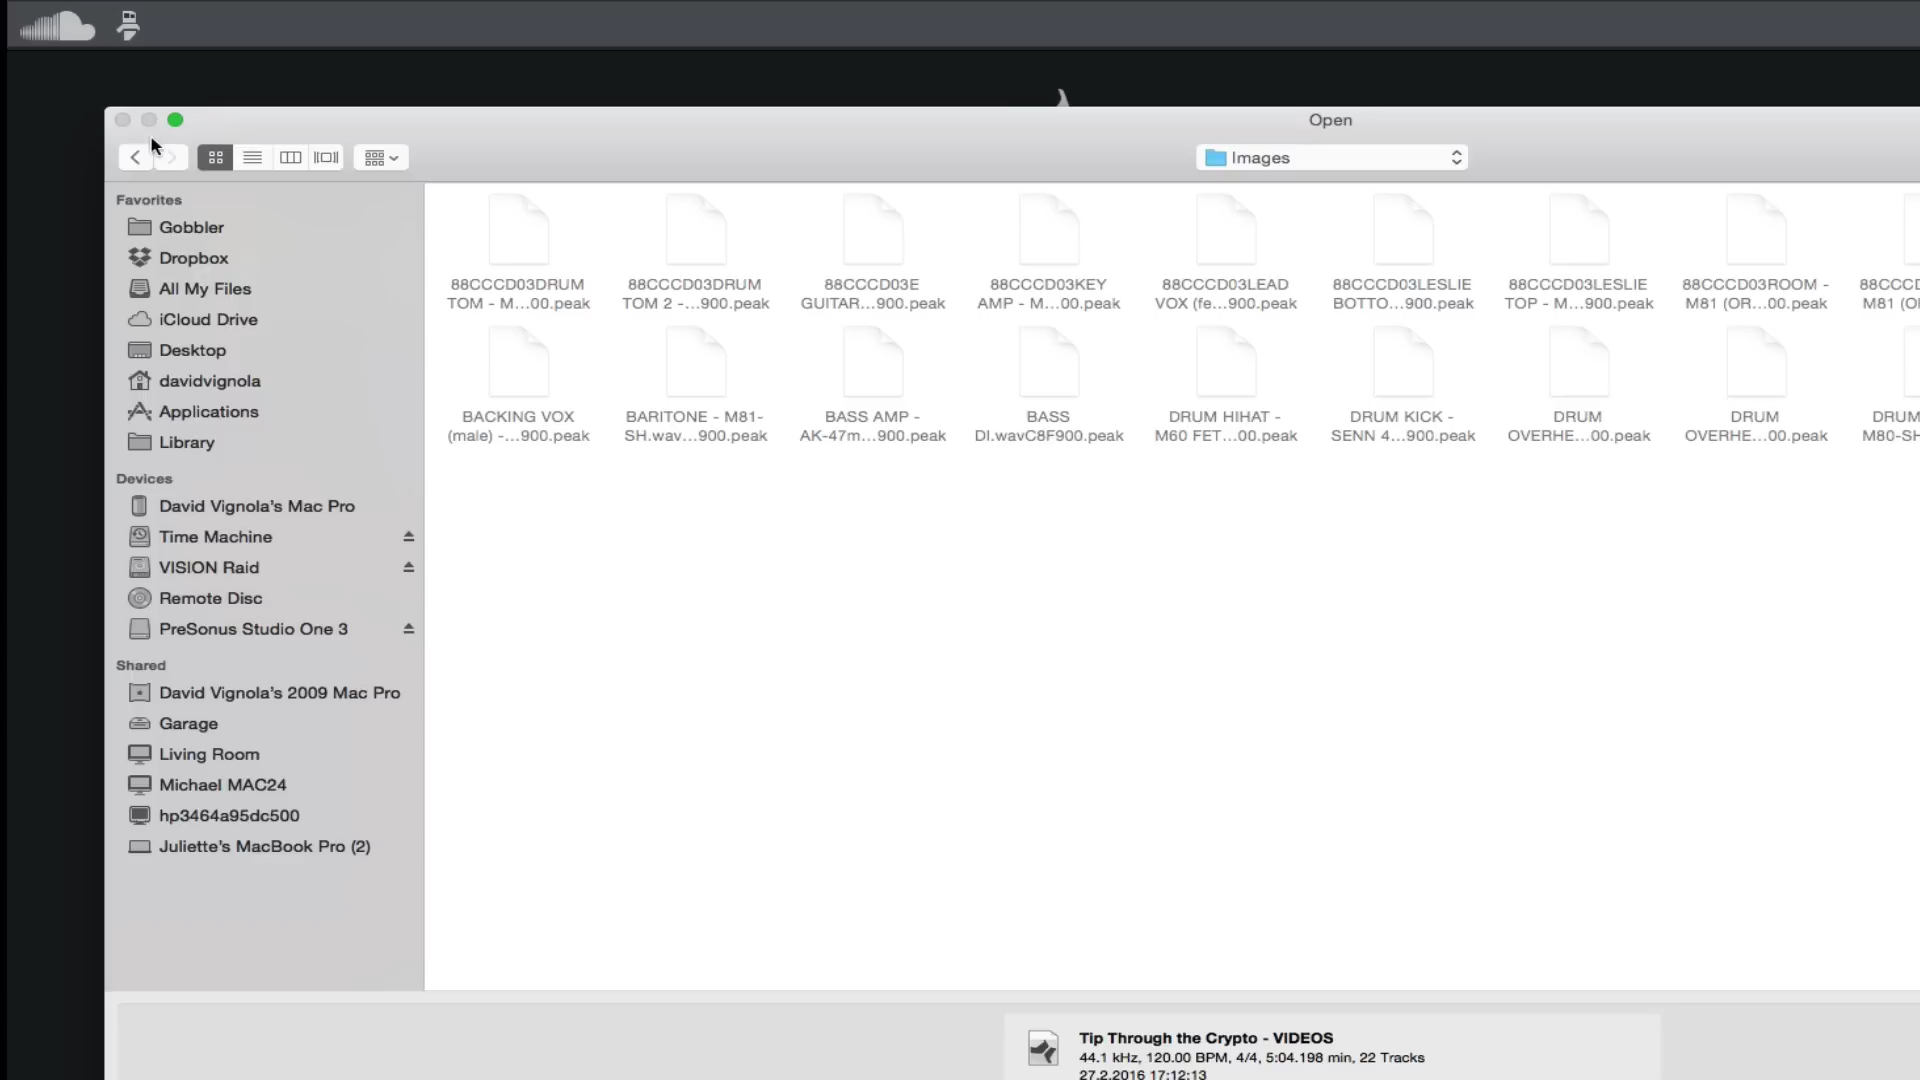 Open
Images
Favorites
Gobbler
Dropbox
All My Files
iCloud Drive
Desktop
davidvignola
Applications
Library
Devices
David Vignola's Mac Pro
Time Machine
VISION Raid
Remote Disc
PreSonus Studio One 3
Shared
David Vignola's 2009 Mac Pro
Garage
Living Room
Michael MAC24
hp3464a95dc500
Juliette's MacBook Pro (2)
88CCCD03DRUM
TOM - M...00.peak
88CCCD03DRUM
TOM 2 -...900.peak
88CCCD03E
GUITAR...900.peak
88CCCD03KEY
AMP - M...00.peak
88CCCD03LEAD
VOX (fe...900.peak
88CCCD03LESLIE
BOTTO...900.peak
88CCCD03LESLIE
TOP - M...900.peak
88CCCD03ROOM -
M81 (OR...00.peak
88CCCD
M81 (O
BACKING VOX
(male) -...900.peak
BARITONE - M81-
SH.wav...900.peak
BASS AMP -
AK-47m...900.peak
BASS
DI.wavC8F900.peak
DRUM HIHAT -
M60 FET...00.peak
DRUM KICK -
SENN 4...900.peak
DRUM
OVERHE...00.peak
DRUM
OVERHE...00.peak
DRUM
M80-SH
Tip Through the Crypto - VIDEOS
44.1 kHz, 120.00 BPM, 4/4, 5:04.198 min, 22 Tracks
27.2.2016 17:12:13